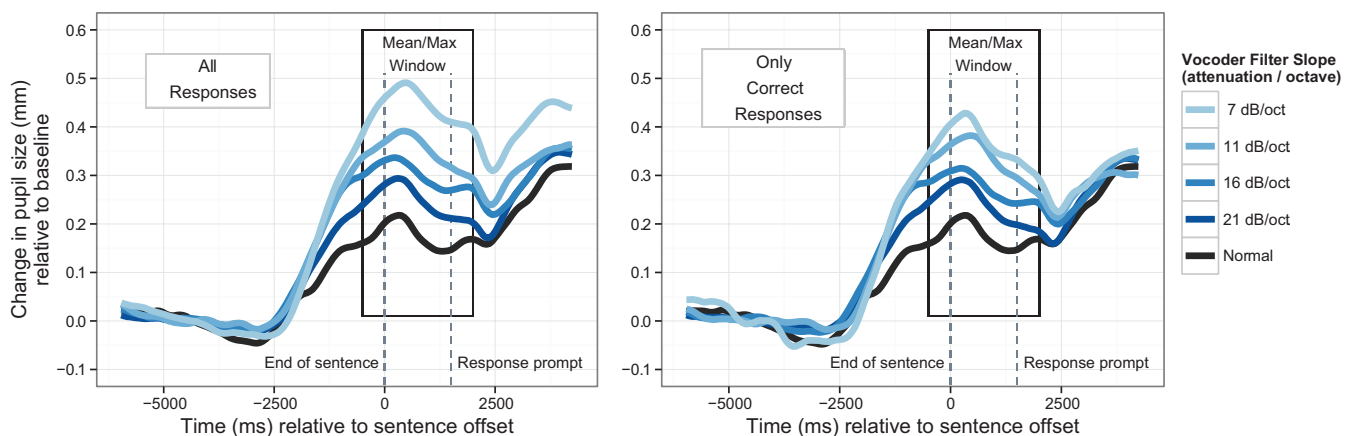 Change in pupil size (mm)
relative to baseline
0.6
0.5
0.4
0.3
0.2
0.1
0.0
−0.1
All
Responses
Mean/Max
Window
End of sentence
Response prompt
−5000
−2500
0
2500
Time (ms) relative to sentence offset
0.6
0.5
0.4
0.3
0.2
0.1
0.0
−0.1
Only
Correct
Responses
Mean/Max
Window
End of sentence
Response prompt
−5000
−2500
0
2500
Time (ms) relative to sentence offset
Vocoder Filter Slope
(attenuation / octave)
7 dB/oct
11 dB/oct
16 dB/oct
21 dB/oct
Normal